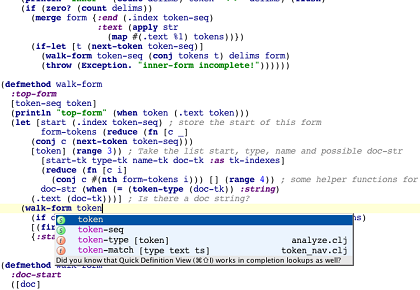 (if (zero? (count delims))
(merge form {:end (.index token-seq)
:text (apply str
(map #(.text %1) tokens))})
(if-let [t (next-token token-seq)]
(walk-form token-seq (conj tokens t) delims form)
(throw (Exception. "inner-form incomplete!"))))))
(defmethod walk-form
:top-form
[token-seq token]
(println "top-form" (when token (.text token)))
(let [start (.index token-seq) ; store the start of this form
form-tokens (reduce (fn [c _]
(conj c (next-token token-seq)))
[token] (range 3)) ; Take the list start, type, name and possible doc-str
[start-tk type-tk name-tk doc-tk :as tk-indexes]
(reduce (fn [c i]
(conj c #(nth form-tokens i))) [] (range 4)) ; some helper functions for
doc-str (when (= (token-type (doc-tk)) :string)
(.text (doc-tk)))] ; Is there a doc string?
(walk-form token
(if c
token
[(fir
token-seq
{:sta
token-type [token] analyze.clj
token-match [type text ts] token_nav.clj
Did you know that Quick Definition View (⌘⇧I) works in completion lookups as well?
(defmethod walk-form
:doc-start
([doc]